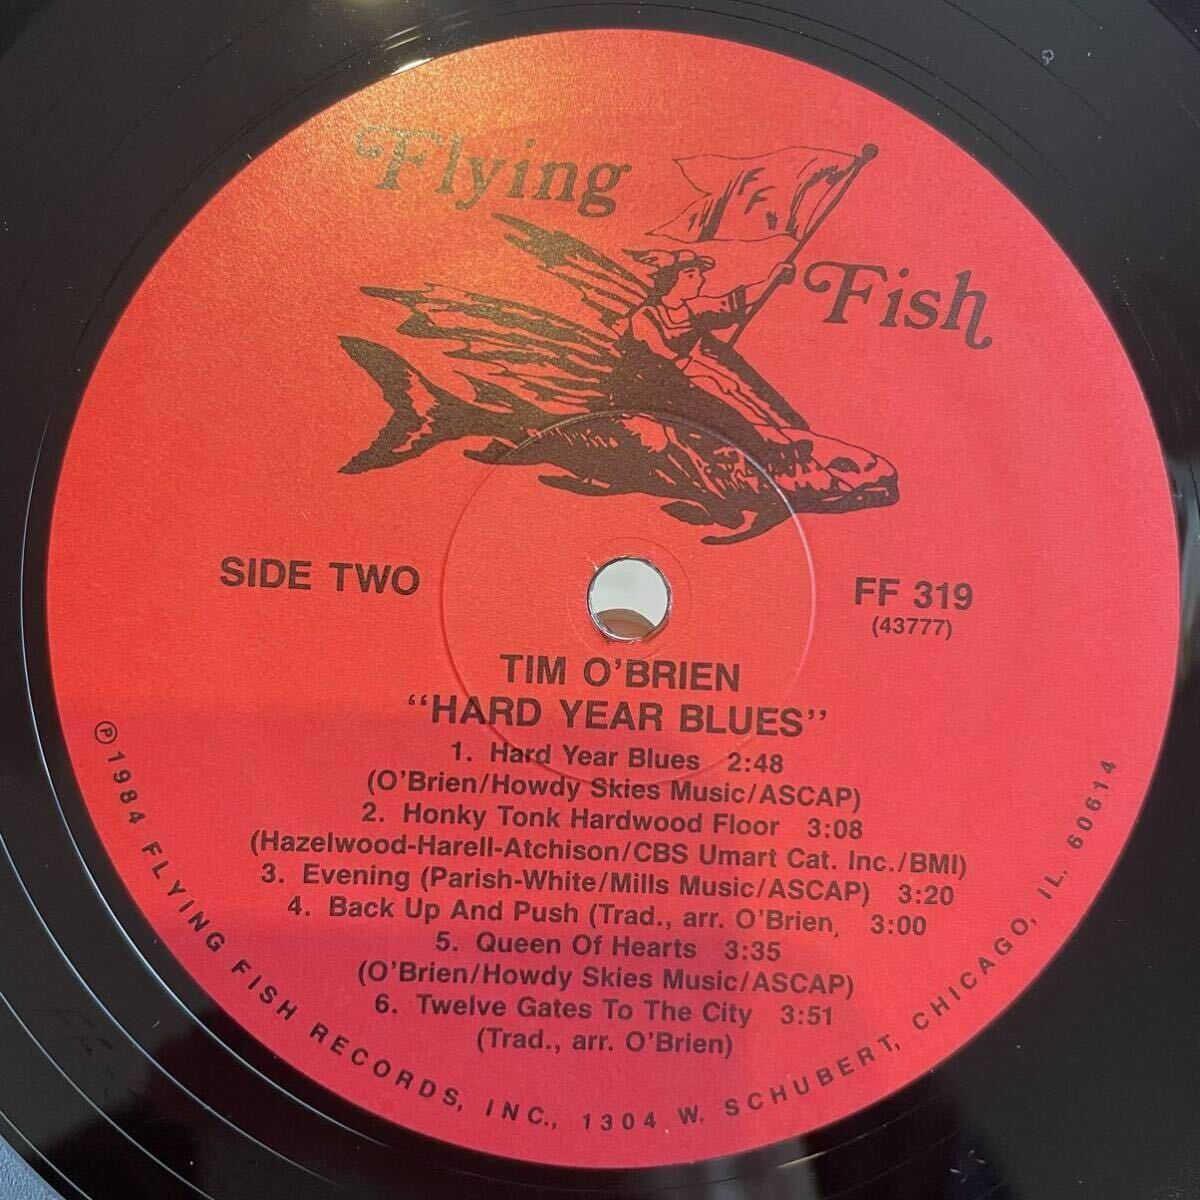 Flying
Fish
SIDE TWO
FF 319
(43777)
TIM O'BRIEN
"HARD YEAR BLUES"
1. Hard Year Blues 2:48
(O'Brien/Howdy Skies Music/ASCAP)
2. Honky Tonk Hardwood Floor 3:08
(Hazelwood-Harell-Atchison/CBS Umart Cat. Inc./BMI)
3. Evening (Parish-White/Mills Music/ASCAP) 3:20
4. Back Up And Push (Trad., arr. O'Brien, 3:00
5. Queen Of Hearts 3:35
(O'Brien/Howdy Skies Music/ASCAP)
6. Twelve Gates To The City 3:51
(Trad., arr. O'Brien)
℗1984 FLYING FISH RECORDS, INC., 1304 W. SCHUBERT, CHICAGO, IL. 60614